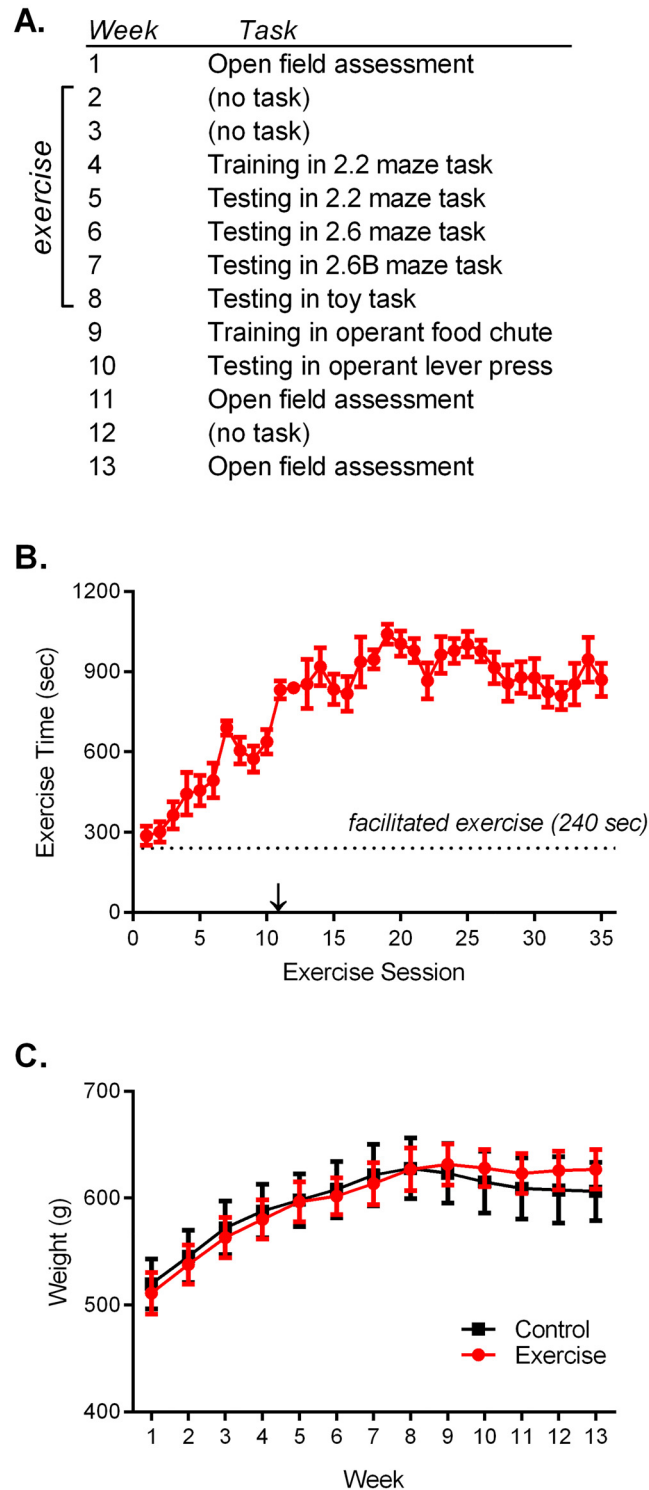 A.
Week Task
1 Open field assessment
2 (no task)
3 (no task)
4 Training in 2.2 maze task
5 Testing in 2.2 maze task
6 Testing in 2.6 maze task
7 Testing in 2.6B maze task
8 Testing in toy task
9 Training in operant food chute
10 Testing in operant lever press
11 Open field assessment
12 (no task)
13 Open field assessment
exercise
B.
Exercise Time (sec)
1200
900
600
300
0
facilitated exercise (240 sec)
0 5 10 15 20 25 30 35
Exercise Session
C.
Weight (g)
700
600
500
400
Control
Exercise
1 2 3 4 5 6 7 8 9 10 11 12 13
Week